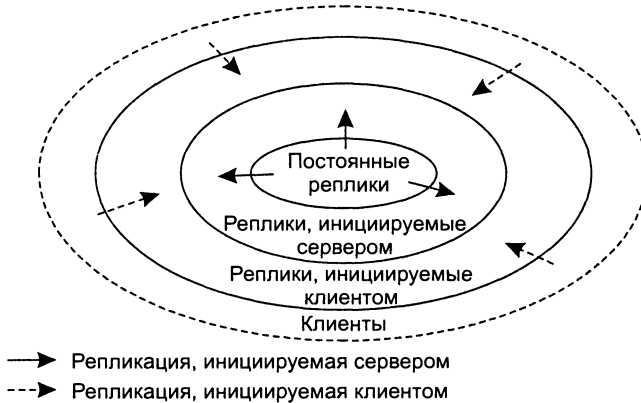 Постоянные
реплики
Реплики, инициируемые
сервером
Реплики, инициируемые
клиентом
Клиенты
Репликация, инициируемая сервером
Репликация, инициируемая клиентом